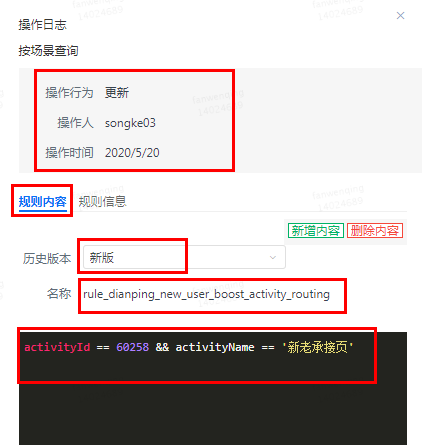 操作日志
按场景查询
操作行为 更新
操作人 songke03
操作时间 2020/5/20
规则内容 规则信息
新增内容 删除内容
历史版本 新版
名称 rule_dianping_new_user_boost_activity_routing
activityId == 60258 && activityName == '新老承接页'